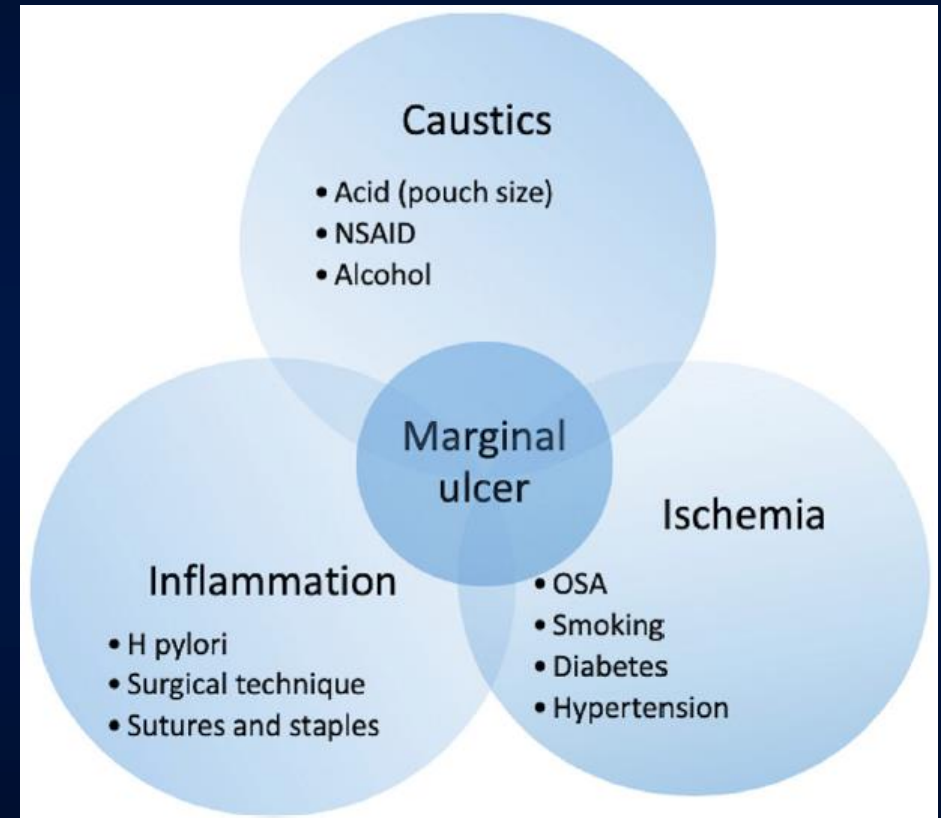 Caustics
• Acid (pouch size)
• NSAID
• Alcohol
Marginal
ulcer
Inflammation
• H pylori
• Surgical technique
• Sutures and staples
Ischemia
• OSA
• Smoking
• Diabetes
• Hypertension